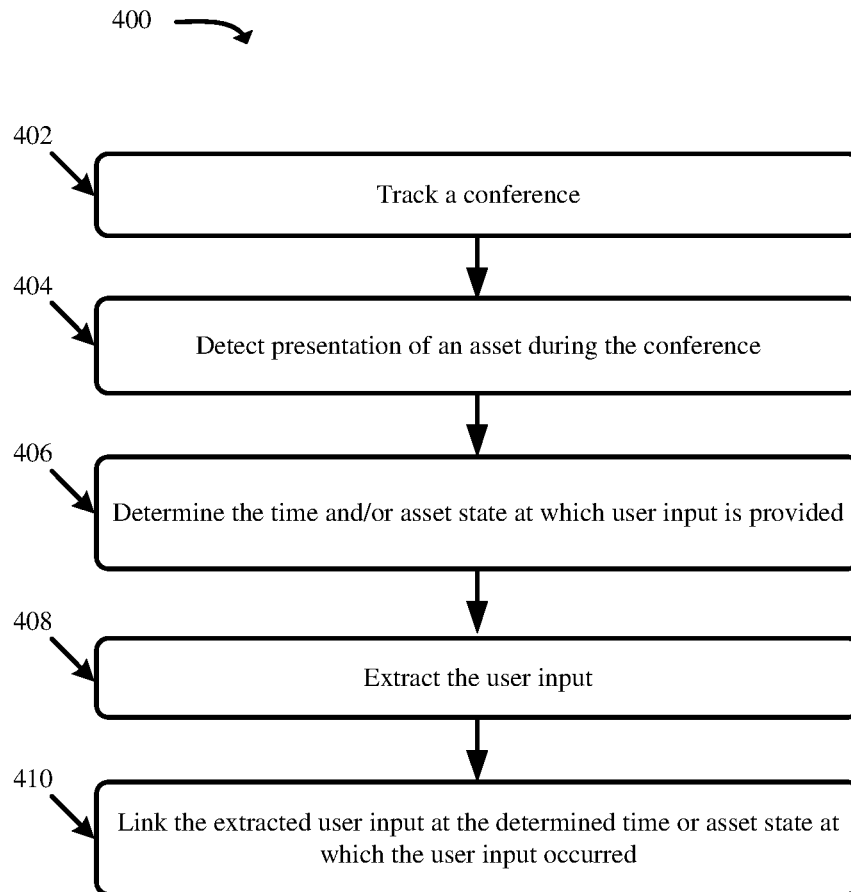 400
402
Track a conference
404
Detect presentation of an asset during the conference
406
Determine the time and/or asset state at which user input is provided
408
Extract the user input
410
Link the extracted user input at the determined time or asset state at
which the user input occurred